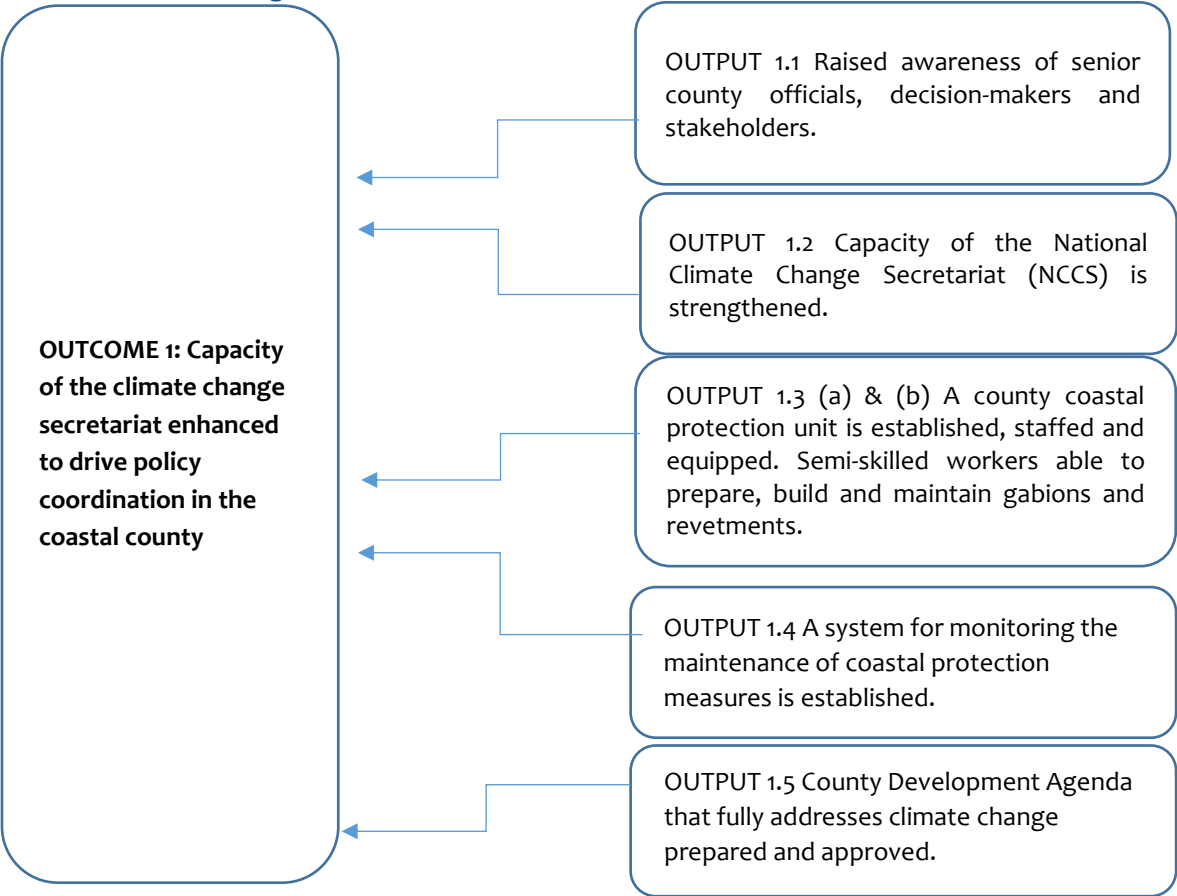 OUTPUT 1.1 Raised awareness of senior
county officials, decision-makers and
stakeholders.
OUTPUT 1.2 Capacity of the National
Climate Change Secretariat (NCCS) is
strengthened.
OUTCOME 1: Capacity
of the climate change
secretariat enhanced
to drive policy
coordination in the
coastal county
OUTPUT 1.3 (a) & (b) A county coastal
protection unit is established, staffed and
equipped. Semi-skilled workers able to
prepare, build and maintain gabions and
revetments.
OUTPUT 1.4 A system for monitoring the
maintenance of coastal protection
measures is established.
OUTPUT 1.5 County Development Agenda
that fully addresses climate change
prepared and approved.